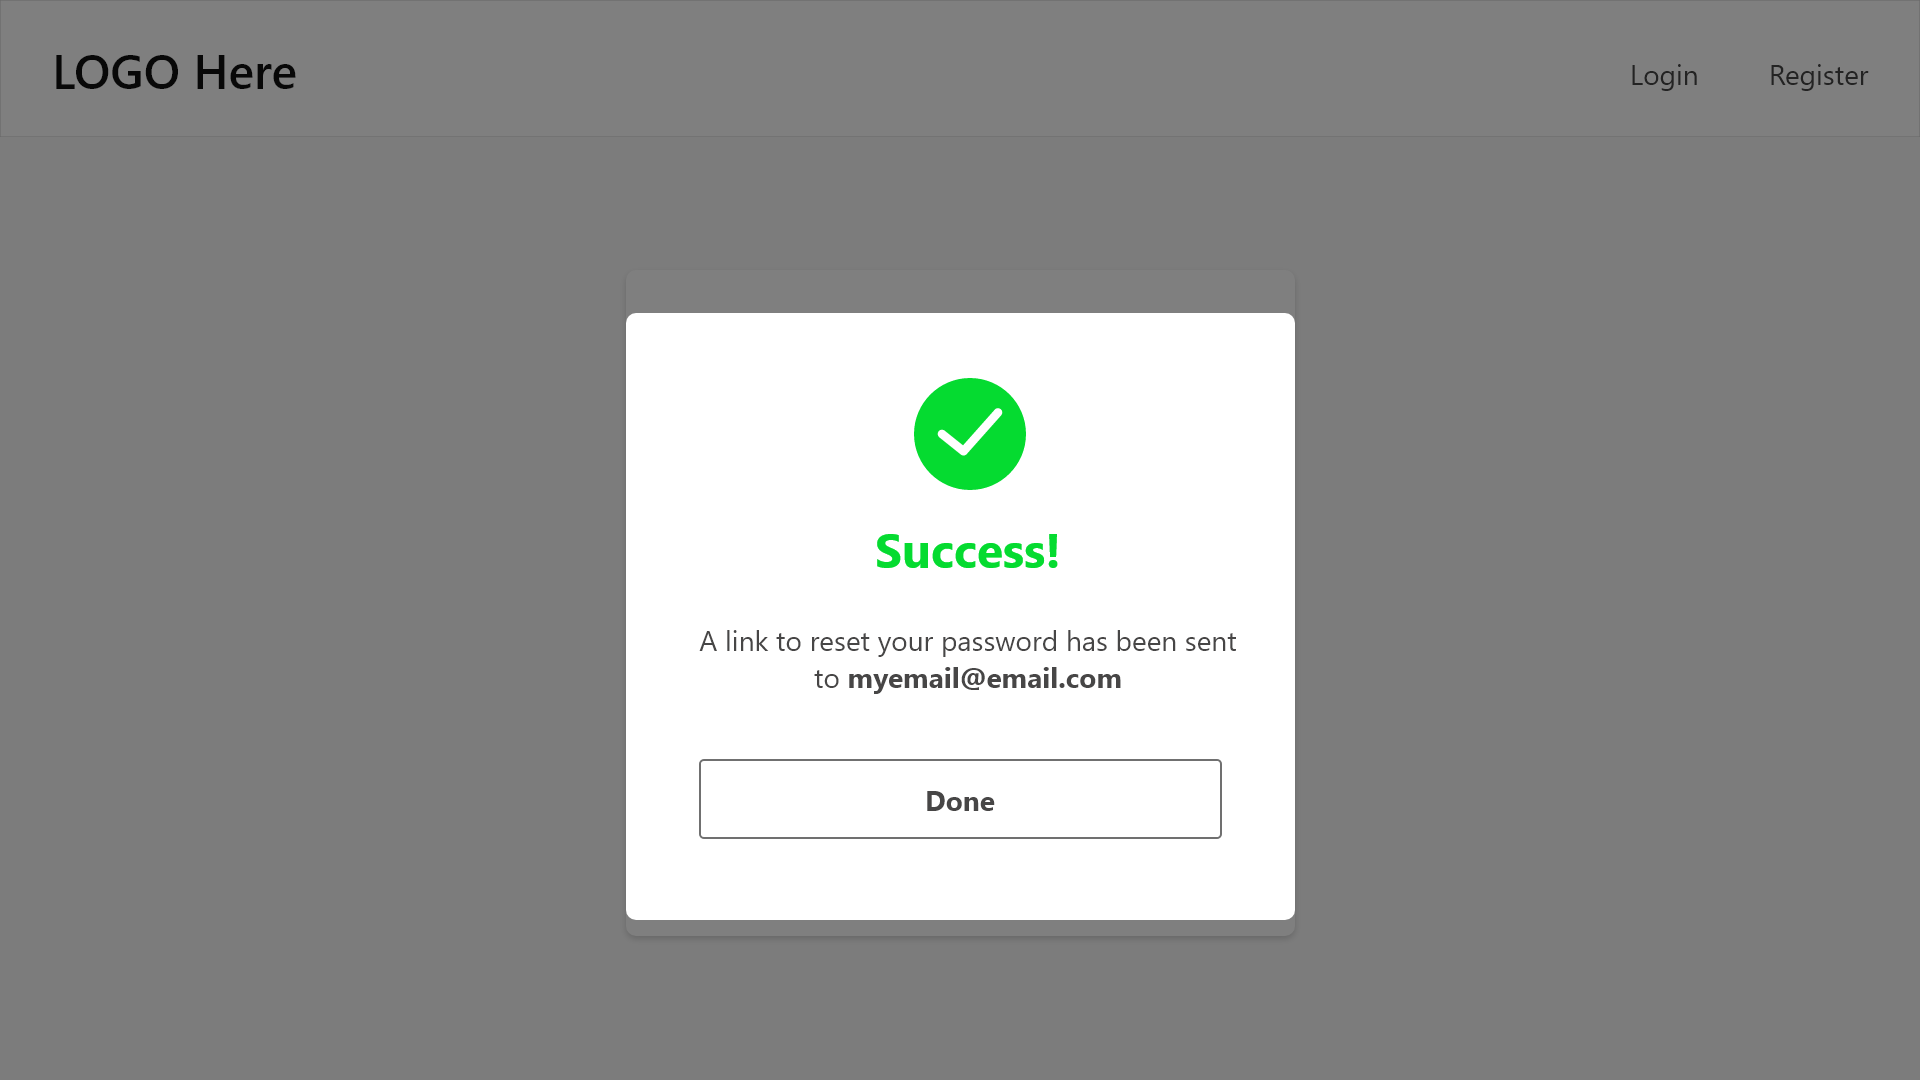 LOGO Here
Login
Register
Success!
A link to reset your password has been sent
to myemail@email.com
Done